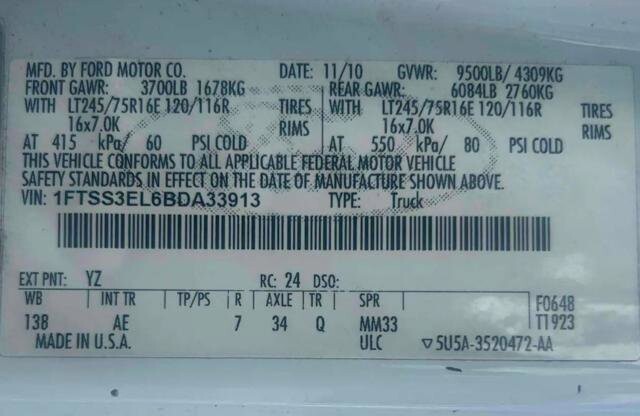 MFD. BY FORD MOTOR CO. DATE: 11/10 GVWR: 9500LB/ 4309KG
FRONT GAWR: 3700LB 1678KG REAR GAWR: 6084LB 2760KG
WITH LT245/75R16E 120/116R TIRES WITH LT245/75R16E 120/116R TIRES
16x7.0K RIMS 16x7.0K RIMS
AT 415 kPa/ 60 PSI COLD AT 550 kPa/ 80 PSI COLD
THIS VEHICLE CONFORMS TO ALL APPLICABLE FEDERAL MOTOR VEHICLE
SAFETY STANDARDS IN EFFECT ON THE DATE OF MANUFACTURE SHOWN ABOVE.
VIN: 1FTSS3EL6BDA33913 TYPE: Truck
EXT PNT: YZ RC: 24 DSO:
WB INT TR TP/PS R AXLE TR SPR F0648
13B AE 7 34 Q MM33 T1923
MADE IN U.S.A. ULC ▽5U5A-3520472-AA